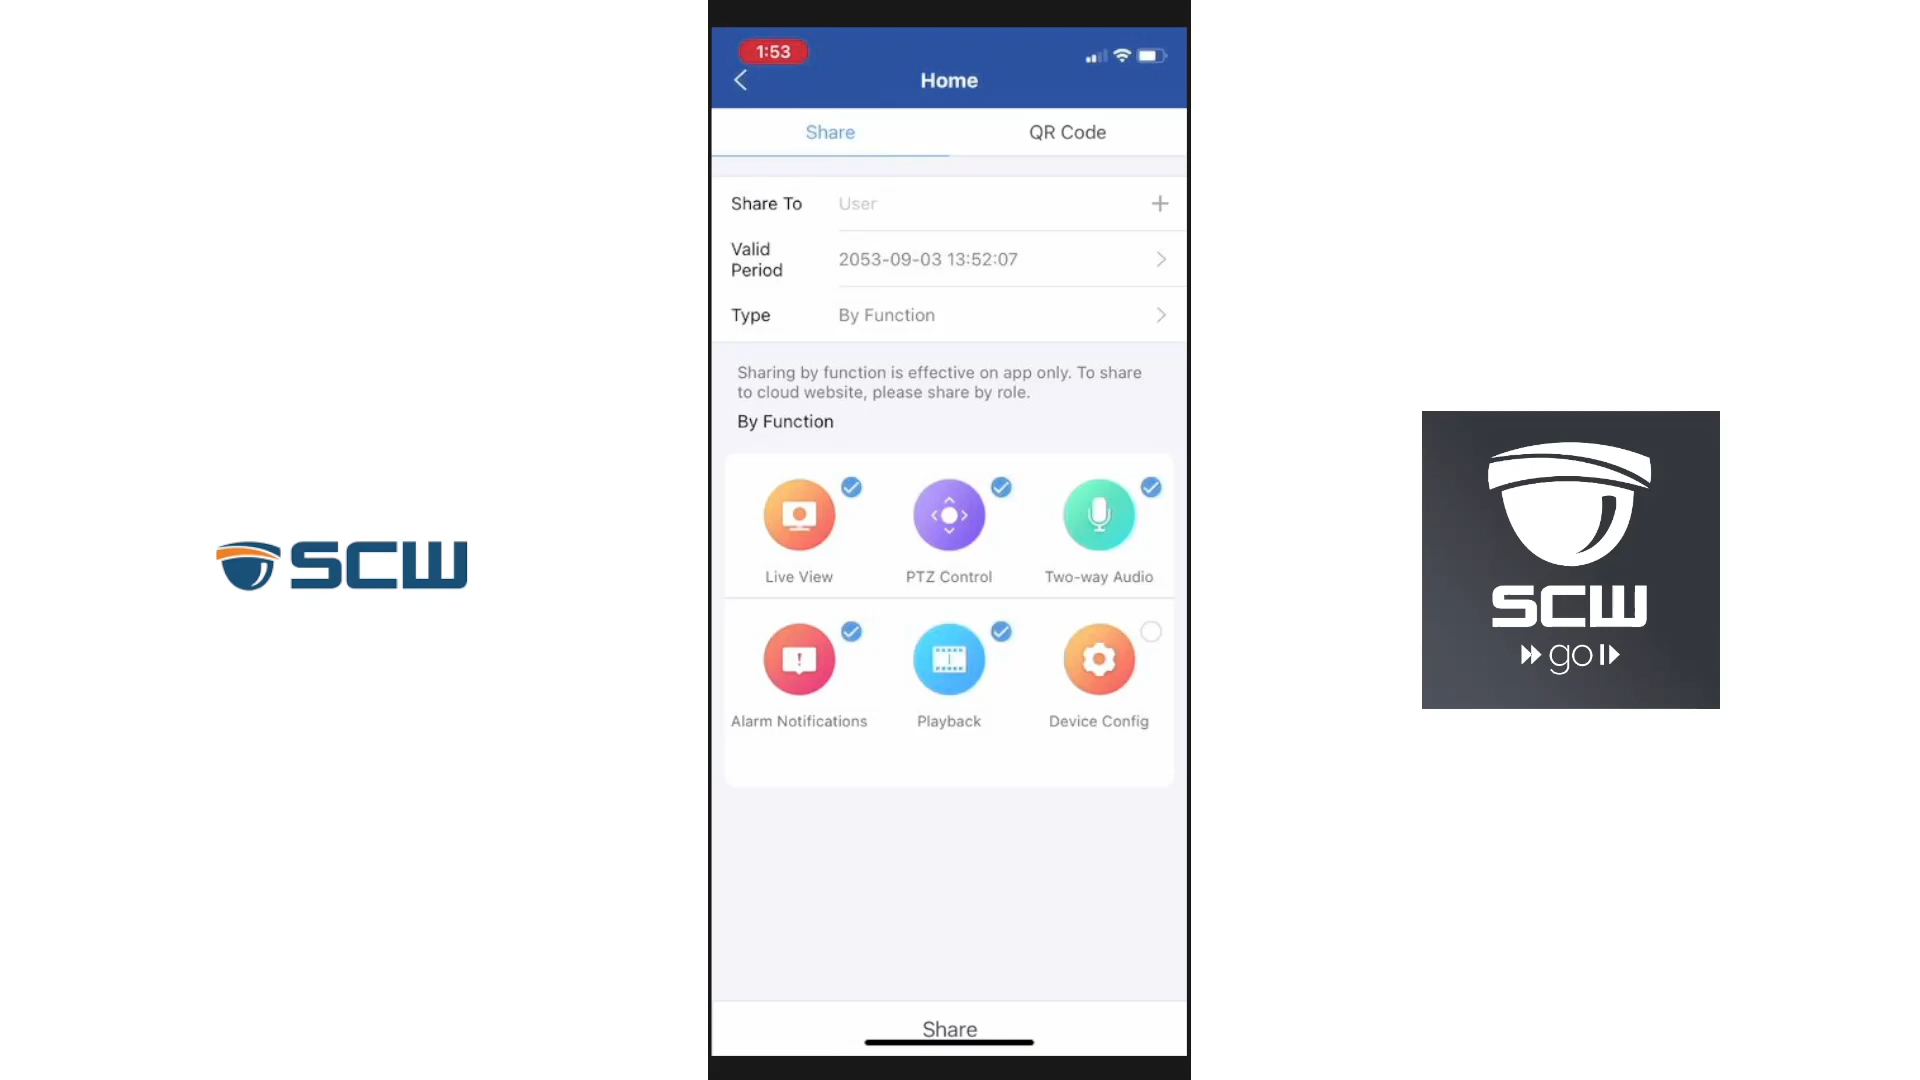 1:53
Home
Share
QR Code
Share To
User
Valid
Period
2053-09-03 13:52:07
Type
By Function
Sharing by function is effective on app only. To share
to cloud website, please share by role.
By Function
Live View
PTZ Control
Two-way Audio
Alarm Notifications
Playback
Device Config
Share
SCW
SCW
go